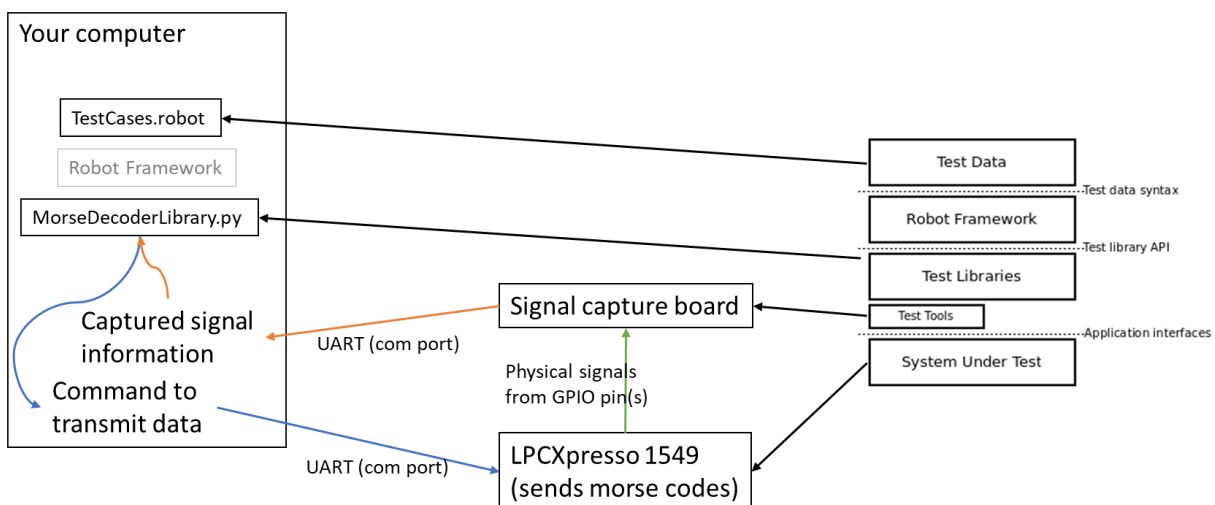 Your computer
TestCases.robot
Robot Framework
MorseDecoderLibrary.py
Captured signal
information
Command to
transmit data
UART (com port)
UART (com port)
Signal capture board
Physical signals
from GPIO pin(s)
LPCXpresso 1549
(sends morse codes)
Test Data
Test data syntax
Robot Framework
Test library API
Test Libraries
Test Tools
Application interfaces
System Under Test